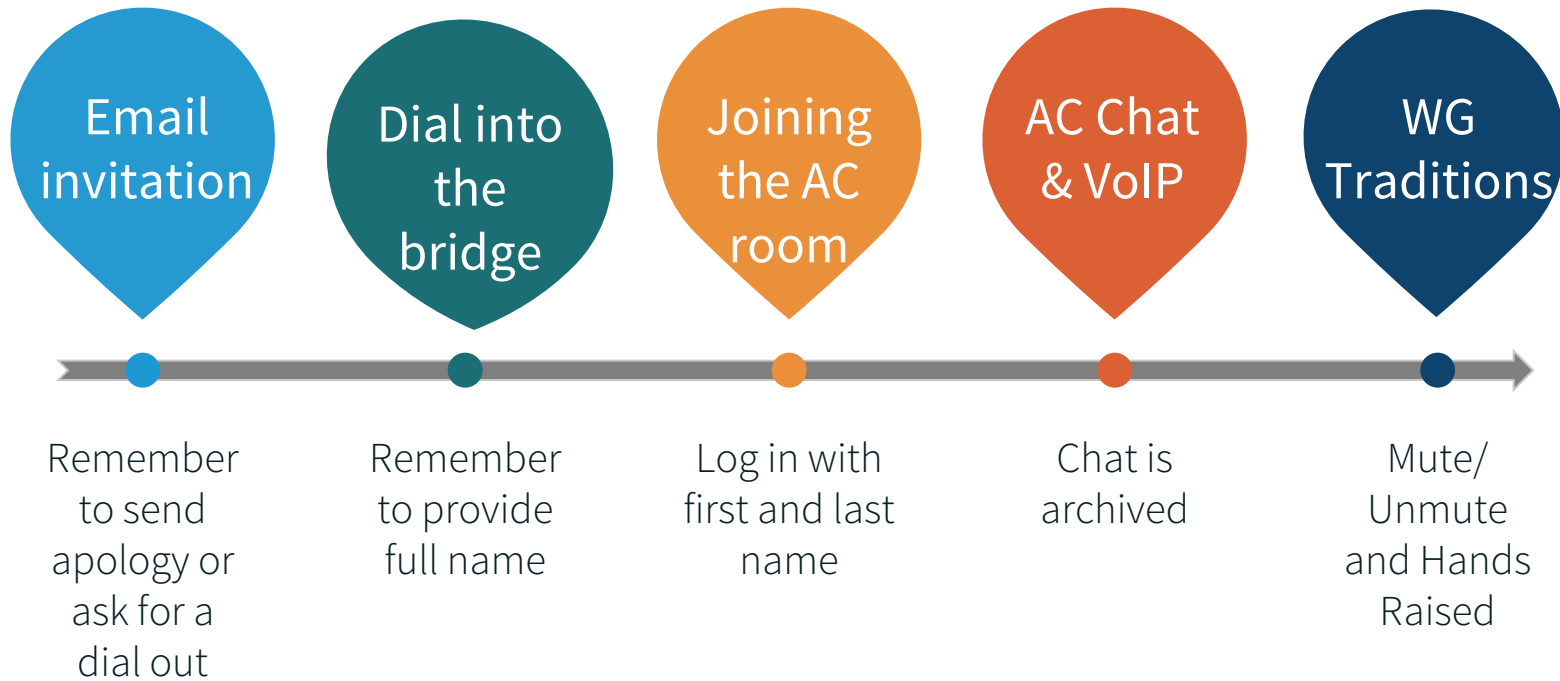 Email
invitation
Dial into
the
bridge
Joining
the AC
room
AC Chat
& VoIP
WG
Traditions
Remember
to send
apology or
ask for a
dial out
Remember
to provide
full name
Log in with
first and last
name
Chat is
archived
Mute/
Unmute
and Hands
Raised